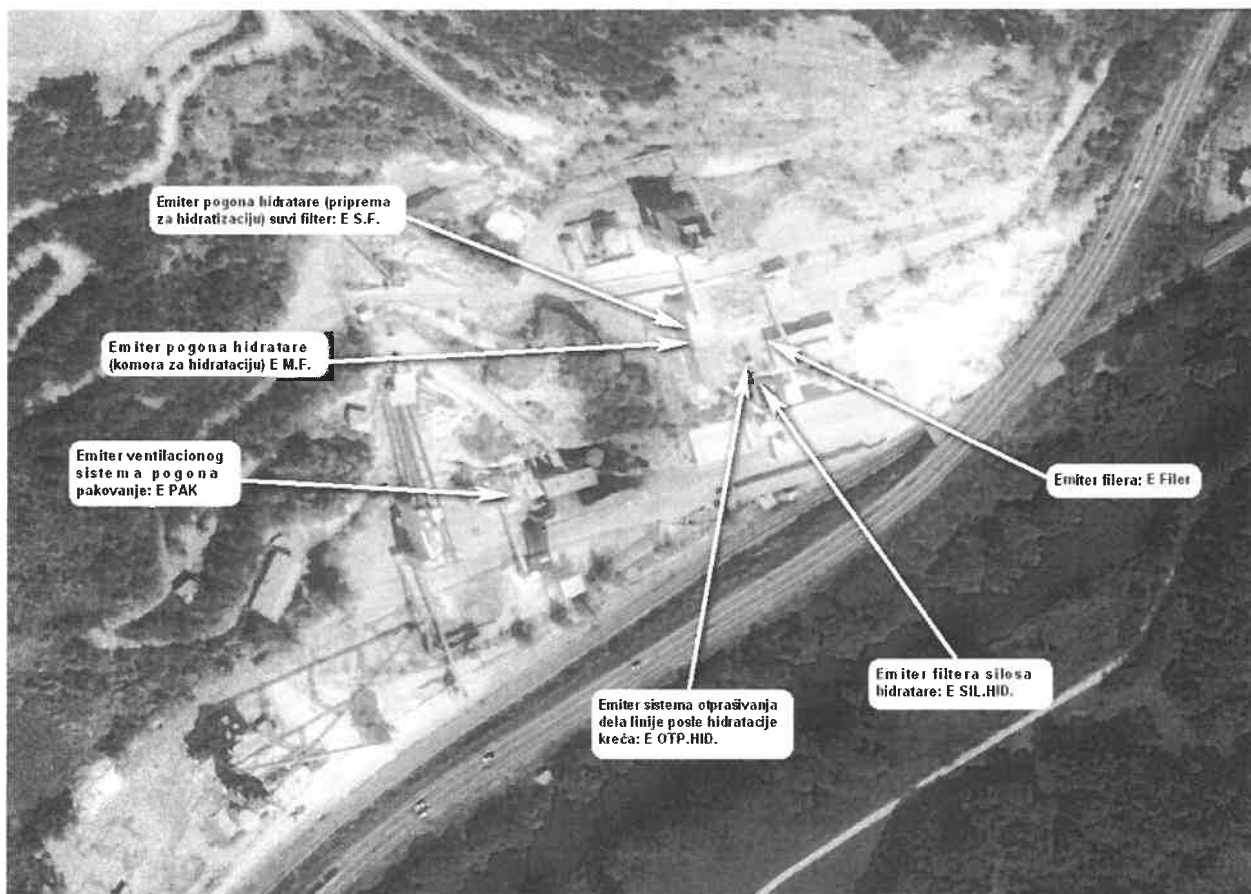 Emiter pogona hidratare (priprema
za hidratizaciju) suvi filter: E S.F.
Emiter pogona hidratare
(komora za hidrataciju) E M.F.
Emiter ventilacionog
sistema pogona
pakovanje: E PAK
Emiter filera: E Filer
Emiter filtera silosa
hidratare: E SIL.HID.
Emiter sistema otprašivanja
dela linije posle hidratacije
kreća: E OTP.HID.